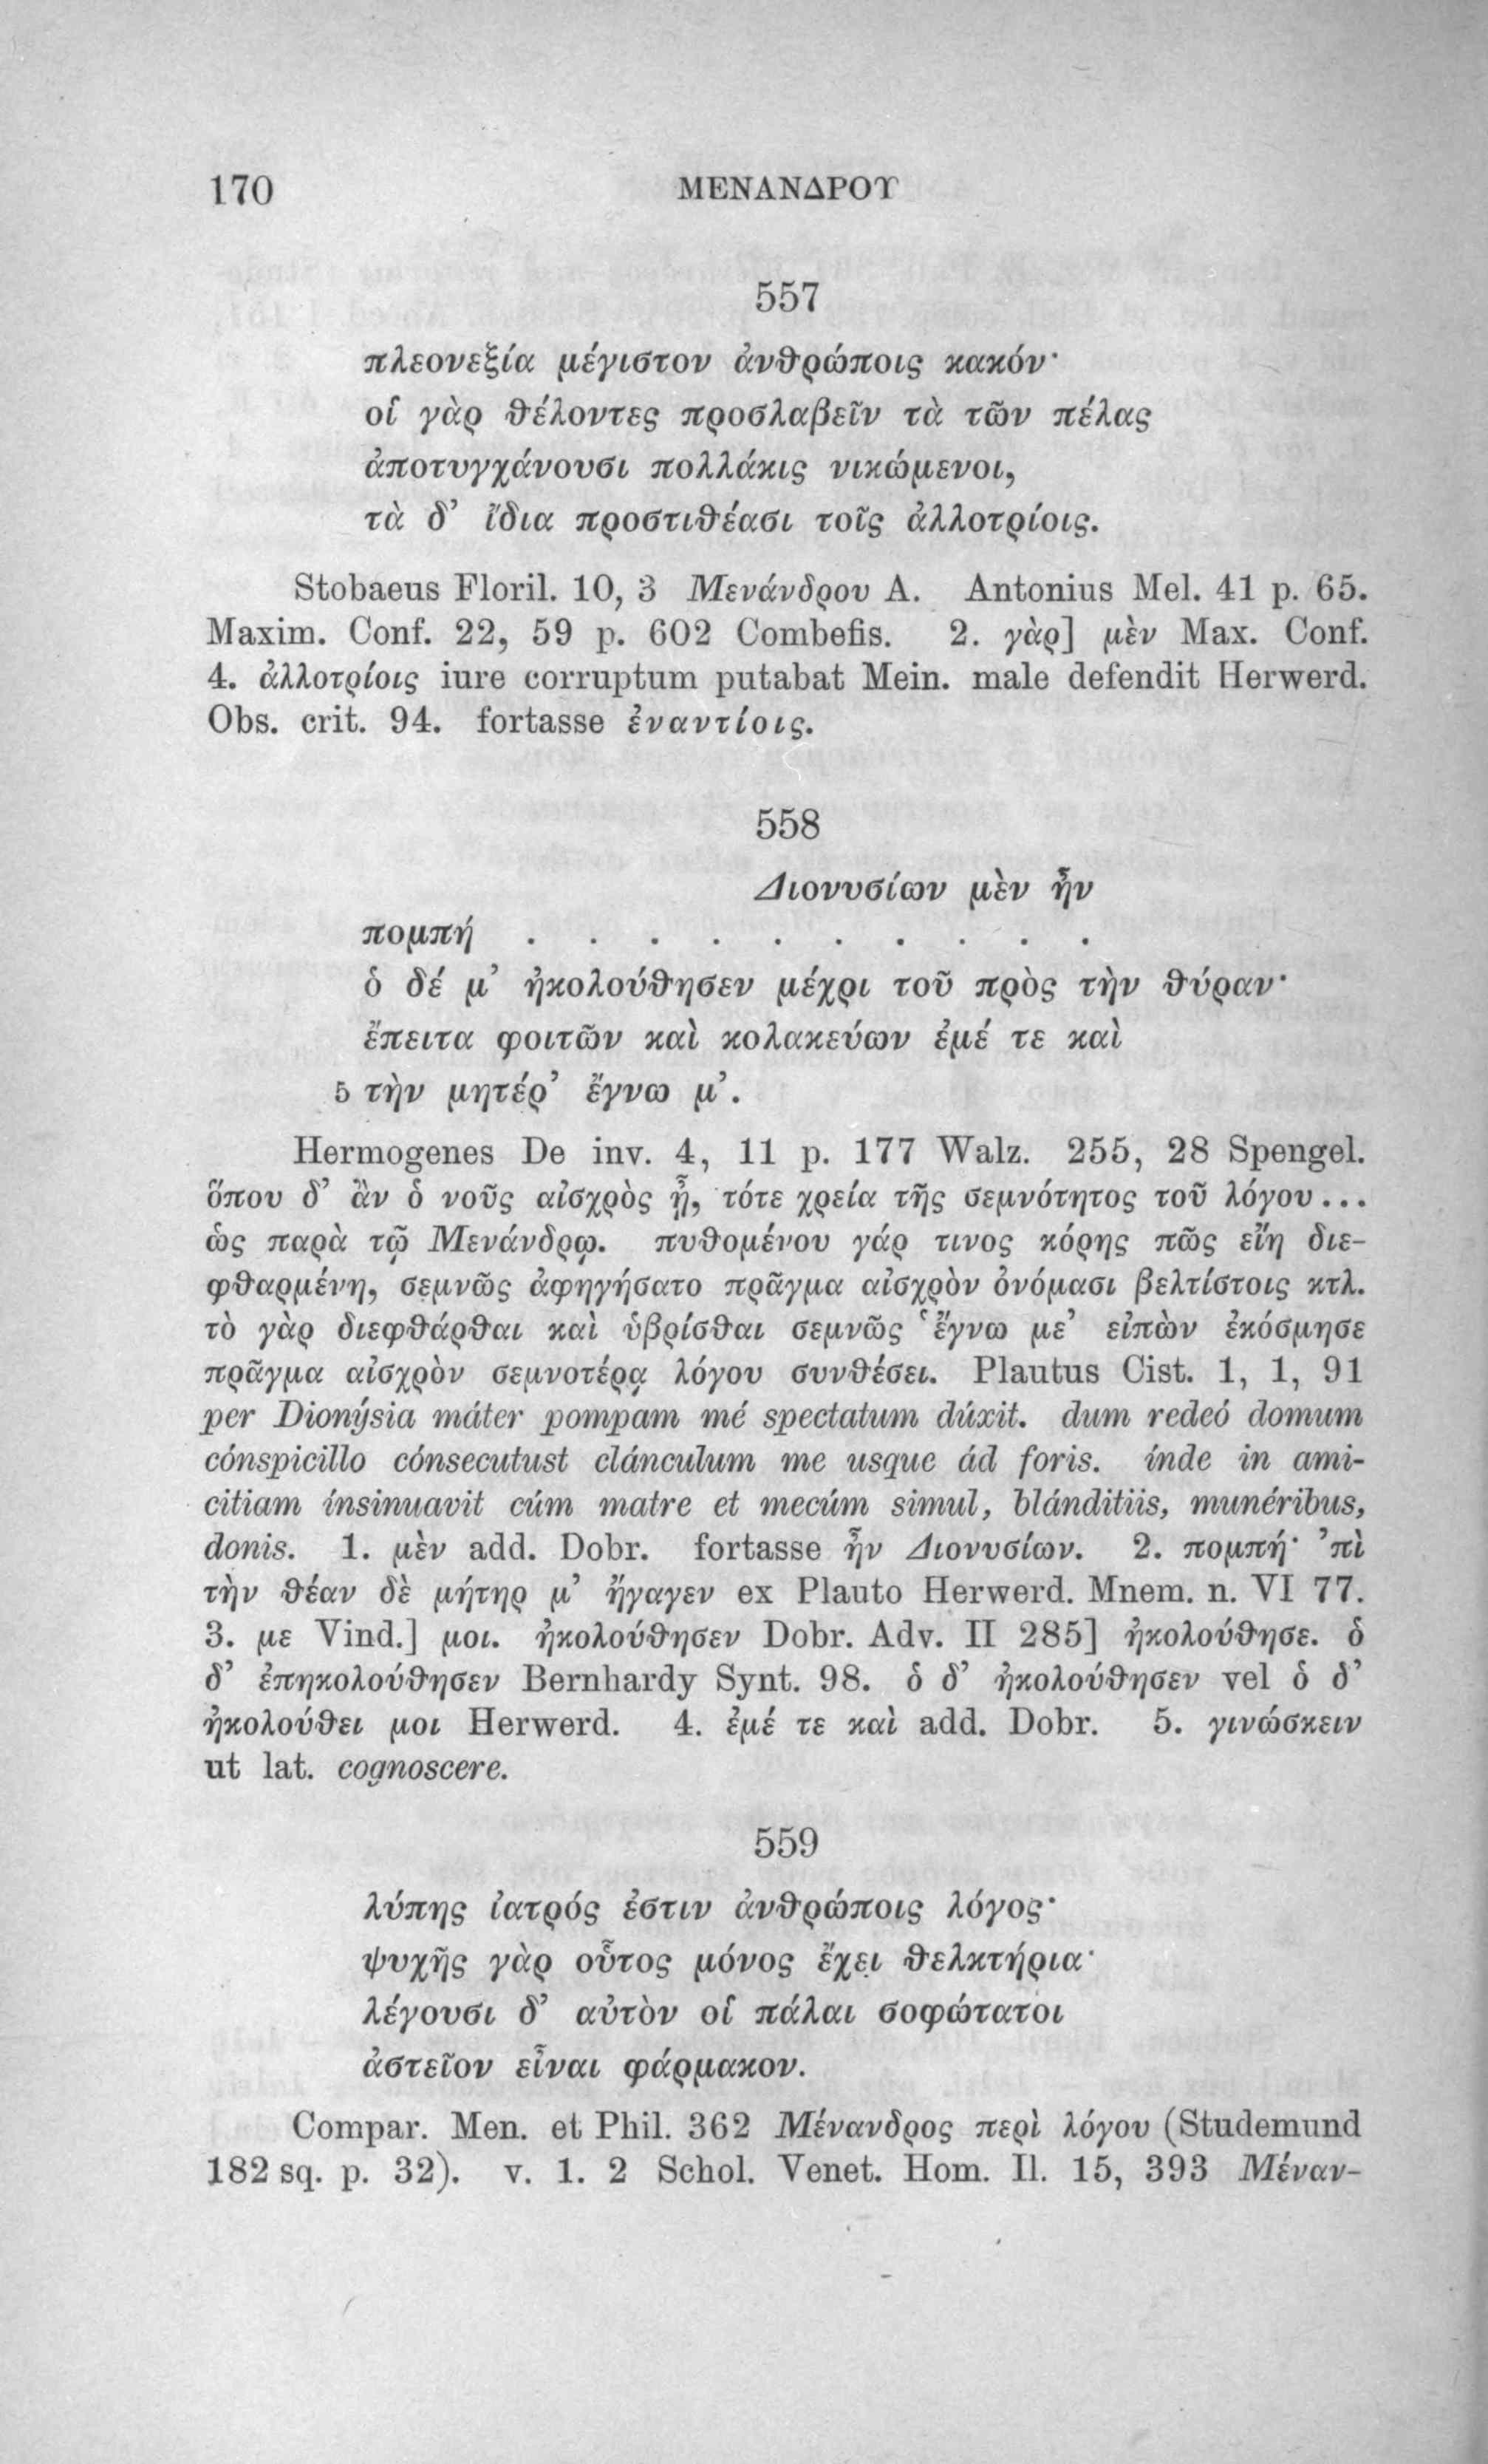 170 ΜΕΝΑΝΔΡΟΥ
557
πλεονεξία μέγιστον ἀνθρώποις κακόν·
οἱ γὰρ θέλοντες προσλαβεῖν τὰ τῶν πέλας
ἀποτυγχάνουσι πολλάκις νικώμενοι,
τὰ δ’ ἴδια προστιθέασι τοῖς ἀλλοτρίοις.
Stobaeus Floril. 10, 3 Μενάνδρου A. Antonius Mel. 41 p. 65.
Maxim. Conf. 22, 59 p. 602 Combefis. 2. γὰρ] μὲν Max. Conf.
4. ἀλλοτρίοις iure corruptum putabat Mein. male defendit Herwerd.
Obs. crit. 94. fortasse ἐναντίοις.
558
Διονυσίων μὲν ἦν
πομπή . . . . . . . . . .
ὁ δέ μ’ ἠκολούθησεν μέχρι τοῦ πρὸς τὴν θύραν·
ἔπειτα φοιτῶν καὶ κολακεύων ἐμέ τε καὶ
5 τὴν μητέρ’ ἔγνω μ’.
Hermogenes De inv. 4, 11 p. 177 Walz. 255, 28 Spengel.
ὅπου δ’ ἂν ὁ νοῦς αἰσχρὸς ᾖ, τότε χρεία τῆς σεμνότητος τοῦ λόγου ...
ὡς παρὰ τῷ Μενάνδρῳ. πυθομένου γάρ τινος κόρης πῶς εἴη διε-
φθαρμένη, σεμνῶς ἀφηγήσατο πρᾶγμα αἰσχρὸν ὀνόμασι βελτίστοις κτλ.
τὸ γὰρ διεφθάρθαι καὶ ὑβρίσθαι σεμνῶς ‘ἔγνω με’ εἰπὼν ἐκόσμησε
πρᾶγμα αἰσχρὸν σεμνοτέρᾳ λόγου συνθέσει. Plautus Cist. 1, 1, 91
per Dionýsia máter pompam mé spectatum dúxit. dum redeó domum
cónspicillo cónsecutust clánculum me usque ád foris. índe in ami-
citiam ínsinuavit cúm matre et mecúm simul, blánditiis, munéribus,
donis. 1. μὲν add. Dobr. fortasse ἦν Διονυσίων. 2. πομπή· ’πὶ
τὴν θέαν δὲ μήτηρ μ’ ἤγαγεν ex Plauto Herwerd. Mnem. n. VI 77.
3. με Vind.] μοι. ἠκολούθησεν Dobr. Adv. II 285] ἠκολούθησε. ὁ
δ’ ἐπηκολούθησεν Bernhardy Synt. 98. ὁ δ’ ἠκολούθησεν vel ὁ δ’
ἠκολούθει μοι Herwerd. 4. ἐμέ τε καὶ add. Dobr. 5. γινώσκειν
ut lat. cognoscere.
559
λύπης ἰατρός ἐστιν ἀνθρώποις λόγος·
ψυχῆς γὰρ οὗτος μόνος ἔχει θελκτήρια·
λέγουσι δ’ αὐτὸν οἱ πάλαι σοφώτατοι
ἀστεῖον εἶναι φάρμακον.
Compar. Men. et Phil. 362 Μένανδρος περὶ λόγου (Studemund
182 sq. p. 32). v. 1. 2 Schol. Venet. Hom. Il. 15, 393 Μέναν-